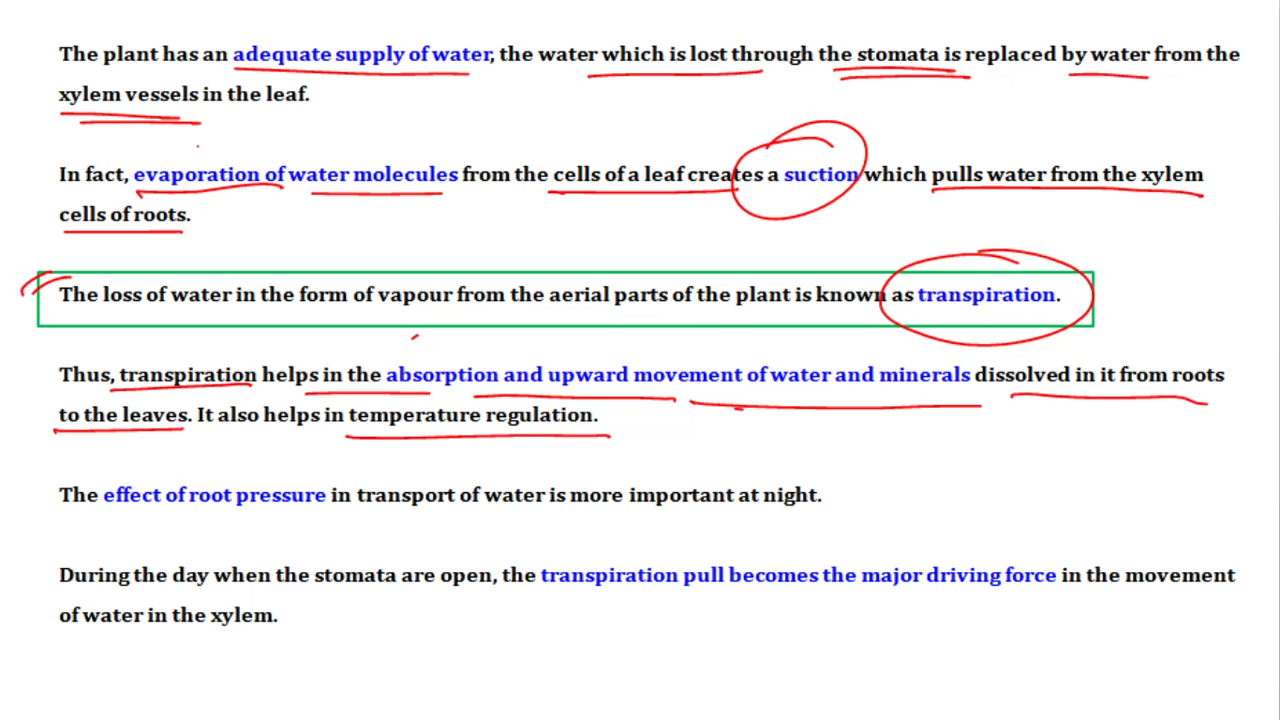 The plant has an adequate supply of water, the water which is lost through the stomata is replaced by water from the
xylem vessels in the leaf.
In fact, evaporation of water molecules from the cells of a leaf creates a suction which pulls water from the xylem
cells of roots.
The loss of water in the form of vapour from the aerial parts of the plant is known as transpiration.
Thus, transpiration helps in the absorption and upward movement of water and minerals dissolved in it from roots
to the leaves. It also helps in temperature regulation.
The effect of root pressure in transport of water is more important at night.
During the day when the stomata are open, the transpiration pull becomes the major driving force in the movement
of water in the xylem.